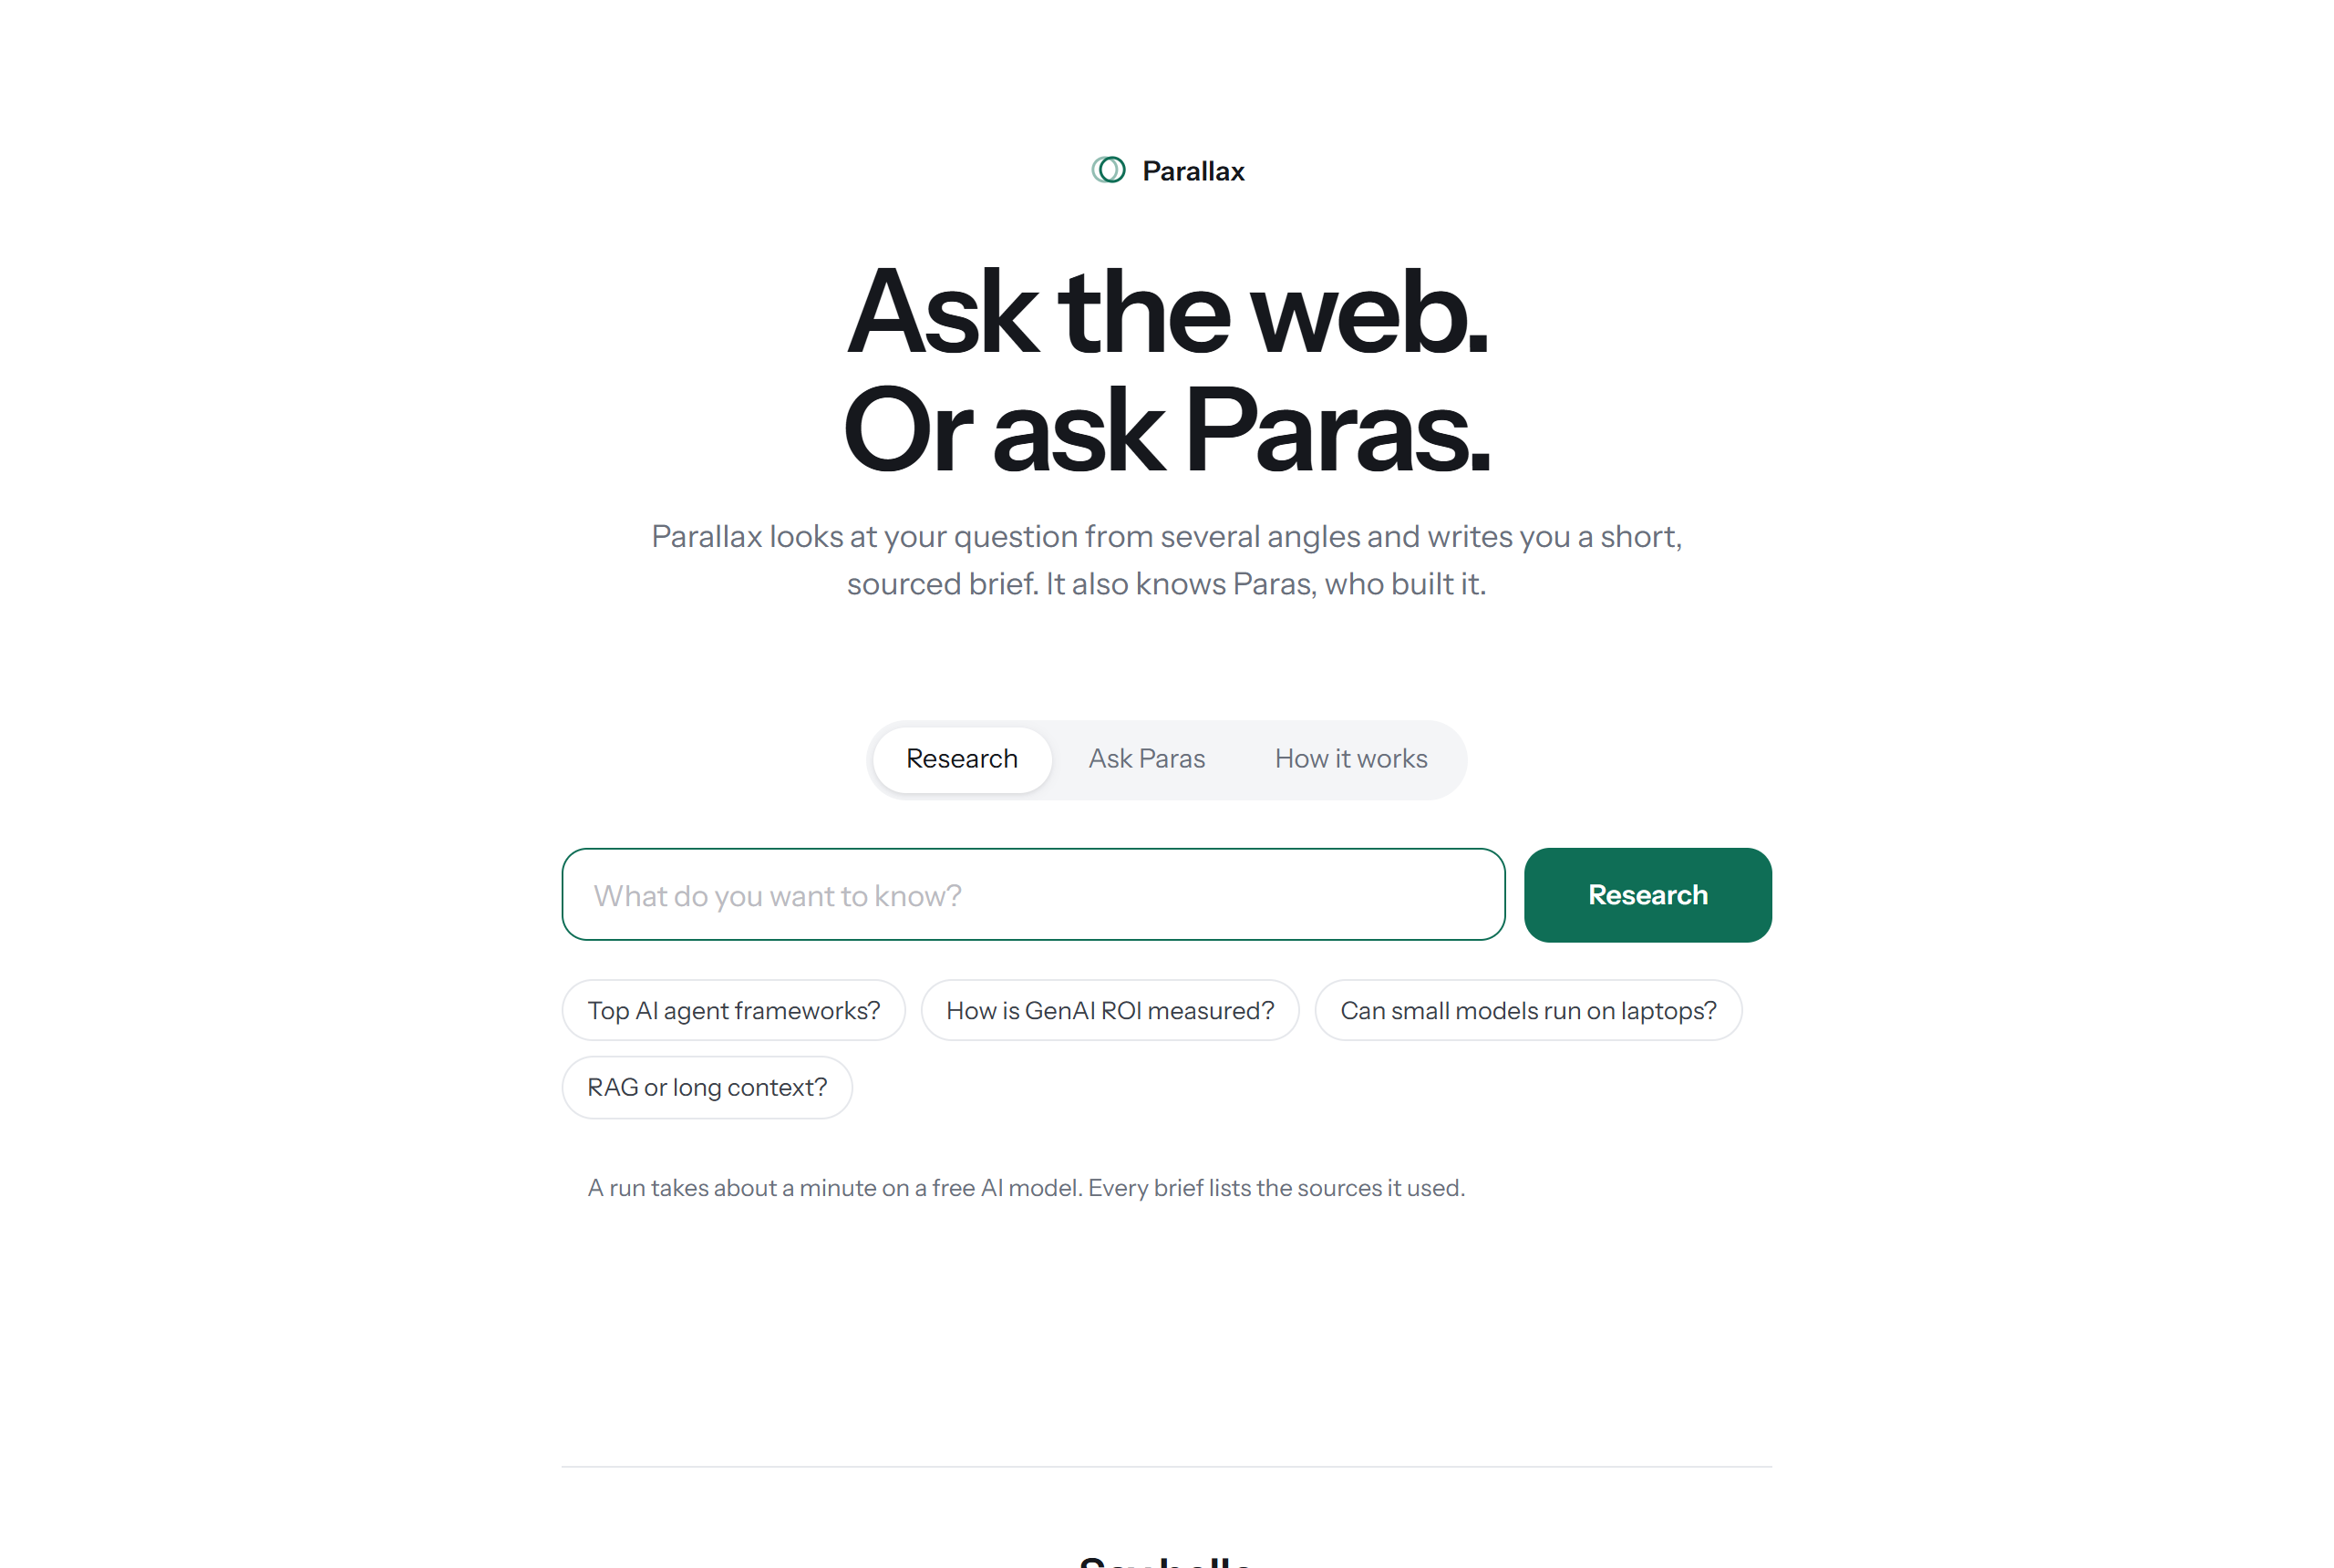 Parallax
Ask the web.
Or ask Paras.
Parallax looks at your question from several angles and writes you a short,
sourced brief. It also knows Paras, who built it.
Research
Ask Paras
How it works
What do you want to know?
Research
Top AI agent frameworks?
How is GenAI ROI measured?
Can small models run on laptops?
RAG or long context?
A run takes about a minute on a free AI model. Every brief lists the sources it used.
Say hello